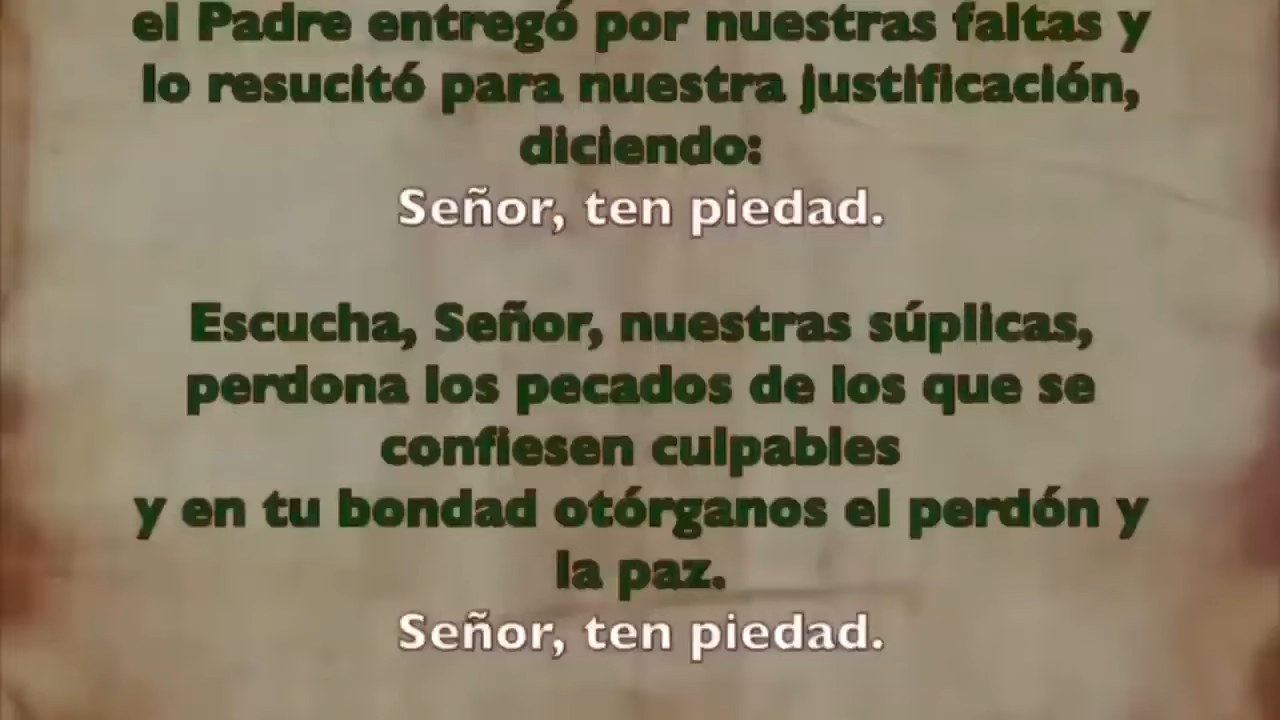 el Padre entregó por nuestras faltas y
lo resucitó para nuestra justificación,
diciendo:
Señor, ten piedad.
Escucha, Señor, nuestras súplicas,
perdona los pecados de los que se
confiesen culpables
y en tu bondad otórganos el perdón y
la paz.
Señor, ten piedad.